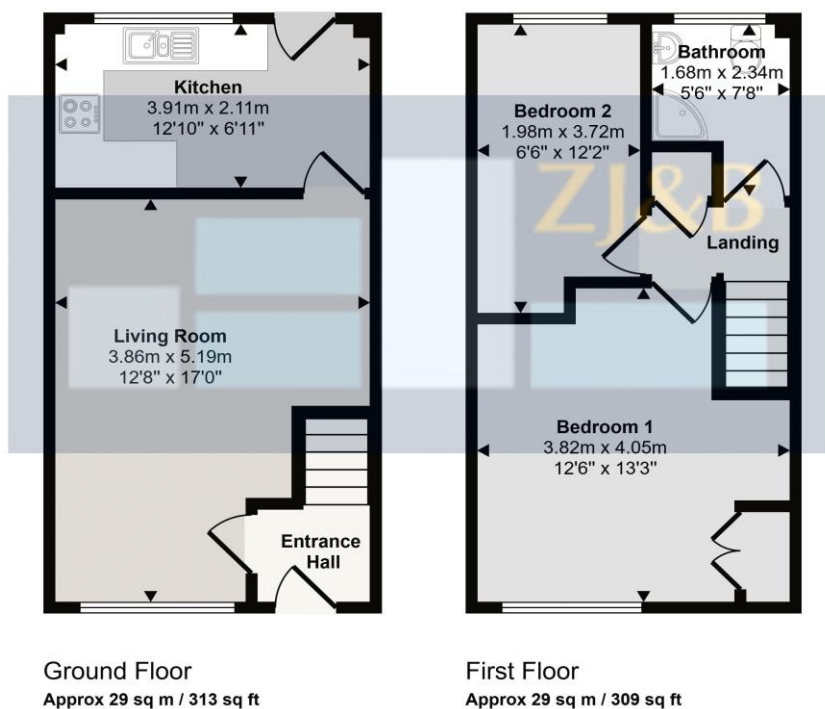 Kitchen
3.91m x 2.11m
12'10" x 6'11"
Living Room
3.86m x 5.19m
12'8" x 17'0"
Entrance
Hall
Bathroom
1.68m x 2.34m
5'6" x 7'8"
Bedroom 2
1.98m x 3.72m
6'6" x 12'2"
ZJ&B
Landing
Bedroom 1
3.82m x 4.05m
12'6" x 13'3"
Ground Floor
Approx 29 sq m / 313 sq ft
First Floor
Approx 29 sq m / 309 sq ft